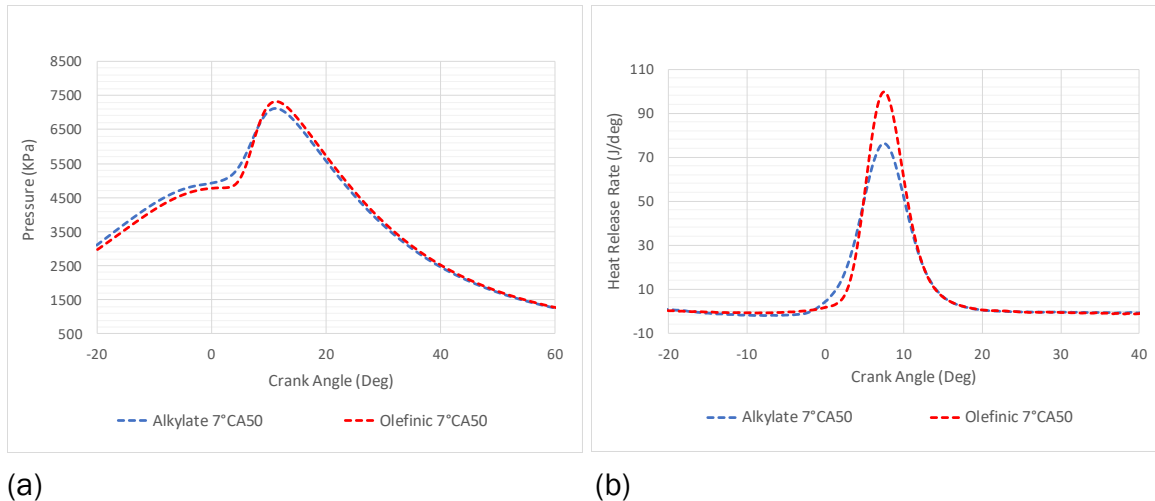 8500
7500
6500
5500
4500
3500
2500
1500
500
Pressure (KPa)
-20
0
20
40
60
Crank Angle (Deg)
Alkylate 7°CA50
Olefinic 7°CA50
(a)
110
90
70
50
30
10
-10
Heat Release Rate (J/deg)
-20
-10
0
10
20
30
40
Crank Angle (Deg)
Alkylate 7°CA50
Olefinic 7°CA50
(b)